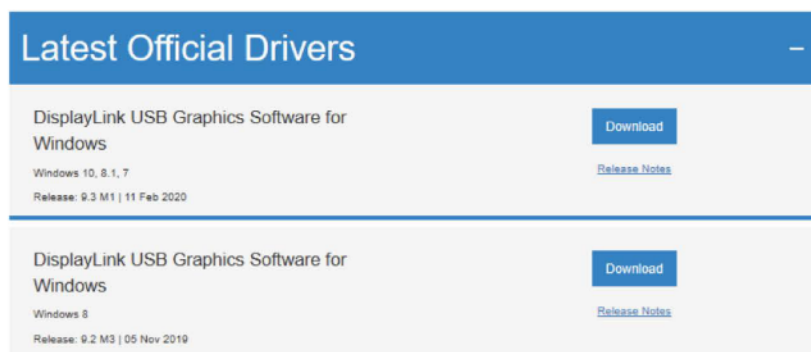 Latest Official Drivers
DisplayLink USB Graphics Software for
Windows
Download
Windows 10, 8.1, 7
Release Notes
Release: 9.3 M1 | 11 Feb 2020
DisplayLink USB Graphics Software for
Windows
Download
Windows 8
Release Notes
Release: 9.2 M3 | 05 Nov 2019